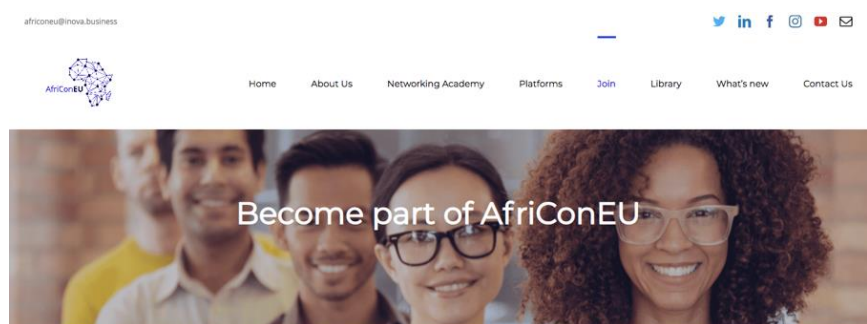 africoneu@inova.business
AfriConEU
Home About Us Networking Academy Platforms Join Library What's new Contact Us
Become part of AfriConEU